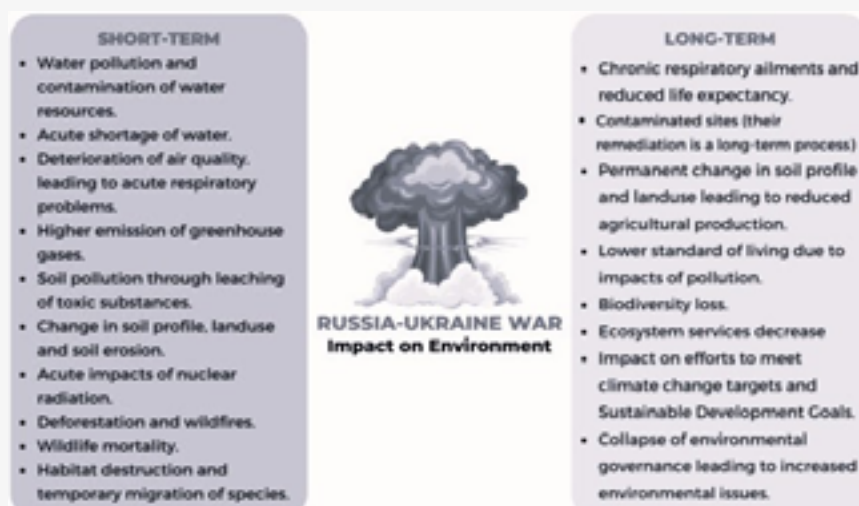 SHORT-TERM
• Water pollution and
contamination of water
resources.
• Acute shortage of water.
• Deterioration of air quality,
leading to acute respiratory
problems.
• Higher emission of greenhouse
gases.
• Soil pollution through leaching
of toxic substances.
• Change in soil profile, landuse
and soil erosion.
• Acute impacts of nuclear
radiation.
• Deforestation and wildfires.
• Wildlife mortality.
• Habitat destruction and
temporary migration of species.
RUSSIA-UKRAINE WAR
Impact on Environment
LONG-TERM
• Chronic respiratory ailments and
reduced life expectancy.
• Contaminated sites (their
remediation is a long-term process)
• Permanent change in soil profile
and landuse leading to reduced
agricultural production.
• Lower standard of living due to
impacts of pollution.
• Biodiversity loss.
• Ecosystem services decrease
• Impact on efforts to meet
climate change targets and
Sustainable Development Goals.
• Collapse of environmental
governance leading to increased
environmental issues.